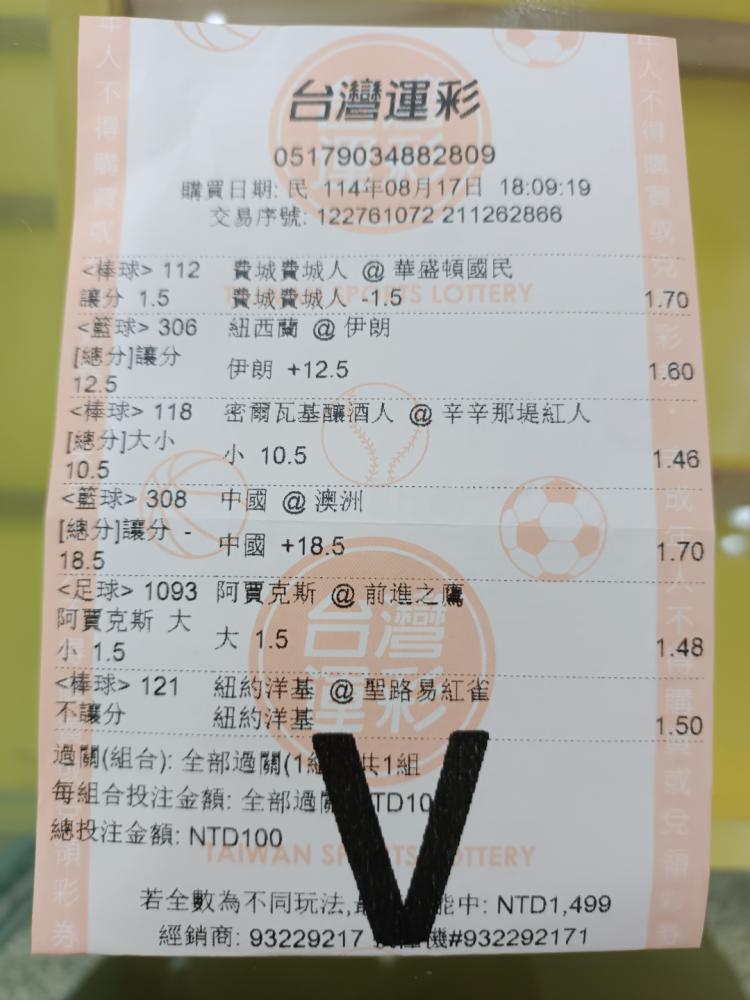 台灣運彩
05179034882809
購買日期: 民 114年08月17日 18:09:19
交易序號: 122761072 211262866
<棒球> 112 費城費城人 @ 華盛頓國民
讓分 1.5 費城費城人 -1.5 1.70
<籃球> 306 紐西蘭 @ 伊朗
[總分]讓分
12.5 伊朗 +12.5 1.60
<棒球> 118 密爾瓦基釀酒人 @ 辛辛那堤紅人
[總分]大小
10.5 小 10.5 1.46
<籃球> 308 中國 @ 澳洲
[總分]讓分 -
18.5 中國 +18.5 1.70
<足球> 1093 阿賈克斯 @ 前進之鷹
阿賈克斯 大
小 1.5 大 1.5 1.48
<棒球> 121 紐約洋基 @ 聖路易紅雀
不讓分 紐約洋基 1.50
過關(組合): 全部過關(1 共1組
每組合投注金額: 全部過關 TD10
總投注金額: NTD100
TAIWAN SPORTS LOTTERY
若全數為不同玩法, 能中: NTD1,499
經銷商: 93229217 機#932292171
V